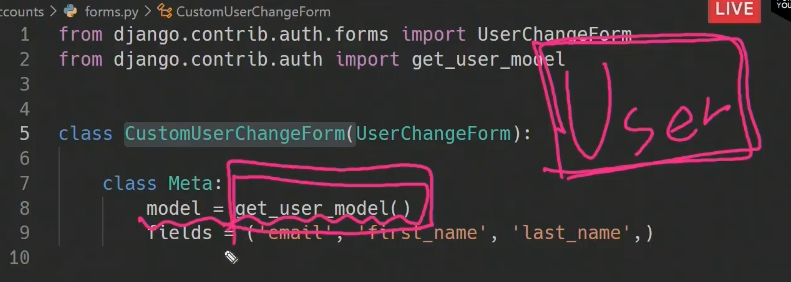 ccounts > forms.py > CustomUserChangeForm
LIVE
YOU
1 from django.contrib.auth.forms import UserChangeForm
2 from django.contrib.auth import get_user_model
3
4
5 class CustomUserChangeForm(UserChangeForm):
6
7 class Meta:
8 model = get_user_model()
9 fields = ('email', 'first_name', 'last_name',)
10
User